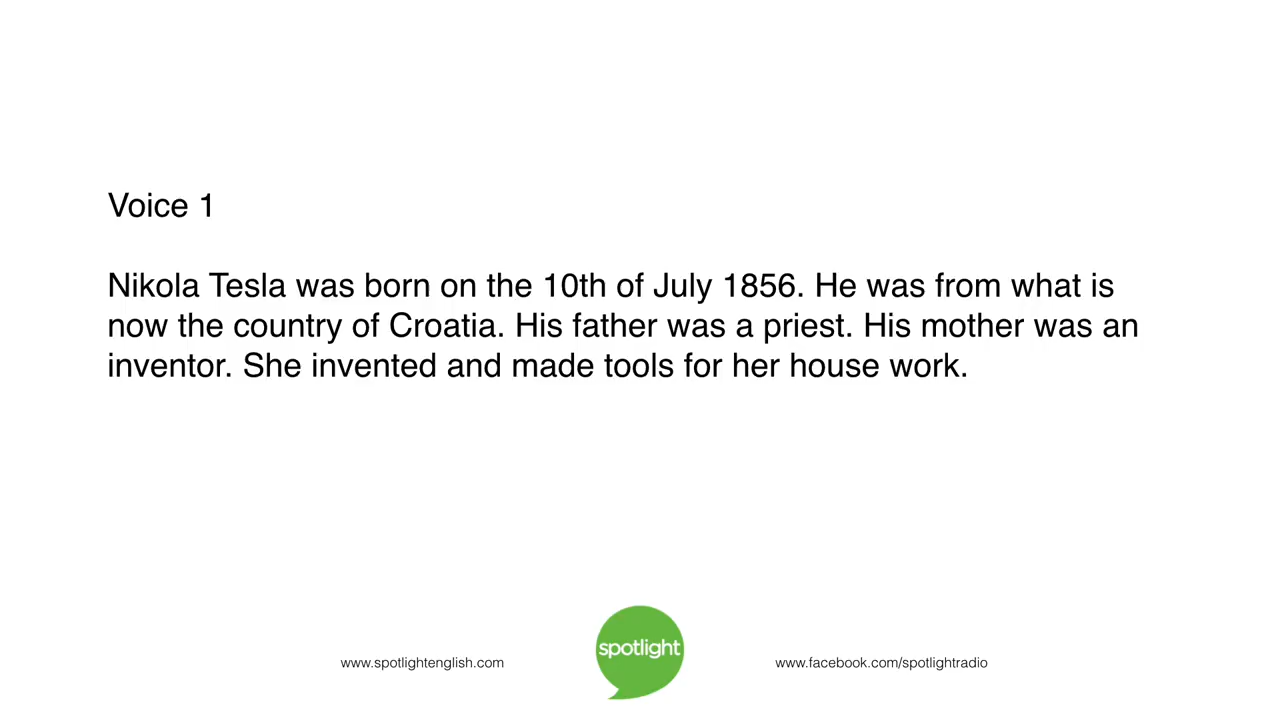 Voice 1
Nikola Tesla was born on the 10th of July 1856. He was from what is
now the country of Croatia. His father was a priest. His mother was an
inventor. She invented and made tools for her house work.
www.spotlightenglish.com
spotlight
www.facebook.com/spotlightradio